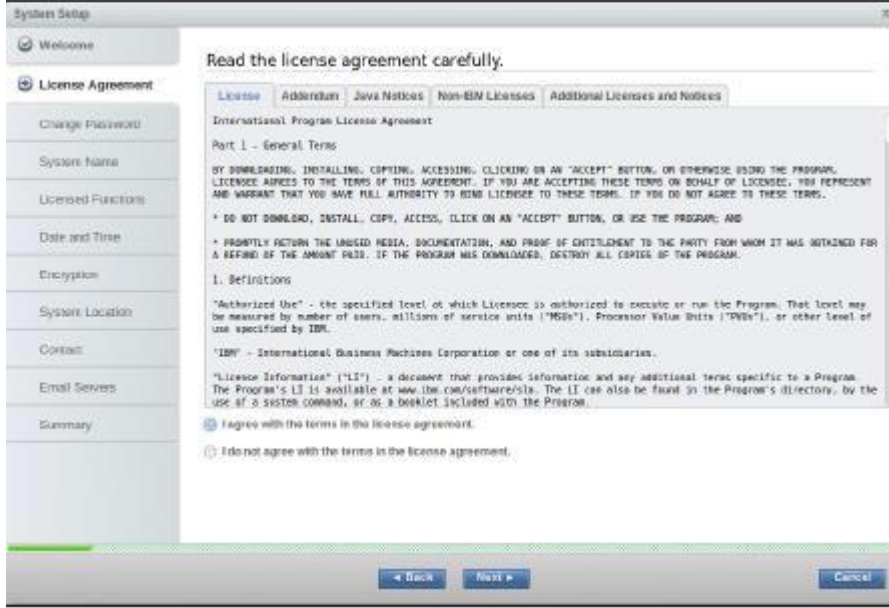 System Setup
Welcome
License Agreement
Change Password
System Name
Licensed Functions
Date and Time
Encryption
System Location
Contact
Email Servers
Summary
Read the license agreement carefully.
License Addendum Java Notices Non-IBM Licenses Additional Licenses and Notices
International Program License Agreement
Part 1 - General Terms
BY DOWNLOADING, INSTALLING, COPYING, ACCESSING, CLICKING ON AN "ACCEPT" BUTTON, OR OTHERWISE USING THE PROGRAM,
LICENSEE AGREES TO THE TERMS OF THIS AGREEMENT. IF YOU ARE ACCEPTING THESE TERMS ON BEHALF OF LICENSEE, YOU REPRESENT
AND WARRANT THAT YOU HAVE FULL AUTHORITY TO BIND LICENSEE TO THESE TERMS. IF YOU DO NOT AGREE TO THESE TERMS,
* DO NOT DOWNLOAD, INSTALL, COPY, ACCESS, CLICK ON AN "ACCEPT" BUTTON, OR USE THE PROGRAM; AND
* PROMPTLY RETURN THE UNUSED MEDIA, DOCUMENTATION, AND PROOF OF ENTITLEMENT TO THE PARTY FROM WHOM IT WAS OBTAINED FOR
A REFUND OF THE AMOUNT PAID. IF THE PROGRAM WAS DOWNLOADED, DESTROY ALL COPIES OF THE PROGRAM.
1. Definitions
"Authorized Use" - the specified level at which Licensee is authorized to execute or run the Program. That level may
be measured by number of users, millions of service units ("MSUs"), Processor Value Units ("PVUs"), or other level of
use specified by IBM.
"IBM" - International Business Machines Corporation or one of its subsidiaries.
"License Information" ("LI") - a document that provides information and any additional terms specific to a Program.
The Program's LI is available at www.ibm.com/software/sla. The LI can also be found in the Program's directory, by the
use of a system command, or as a booklet included with the Program.
I agree with the terms in the license agreement.
I do not agree with the terms in the license agreement.
Back Next Cancel